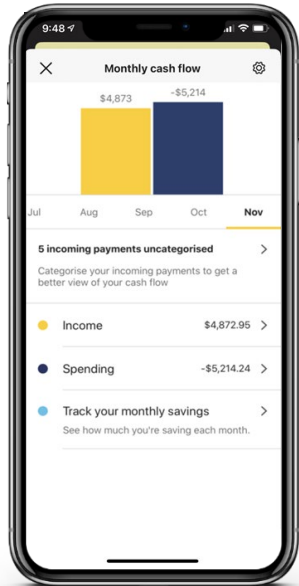 9:48
Monthly cash flow
$4,873
-$5,214
Jul Aug Sep Oct Nov
5 incoming payments uncategorised
Categorise your incoming payments to get a
better view of your cash flow
Income $4,872.95
Spending -$5,214.24
Track your monthly savings
See how much you're saving each month.